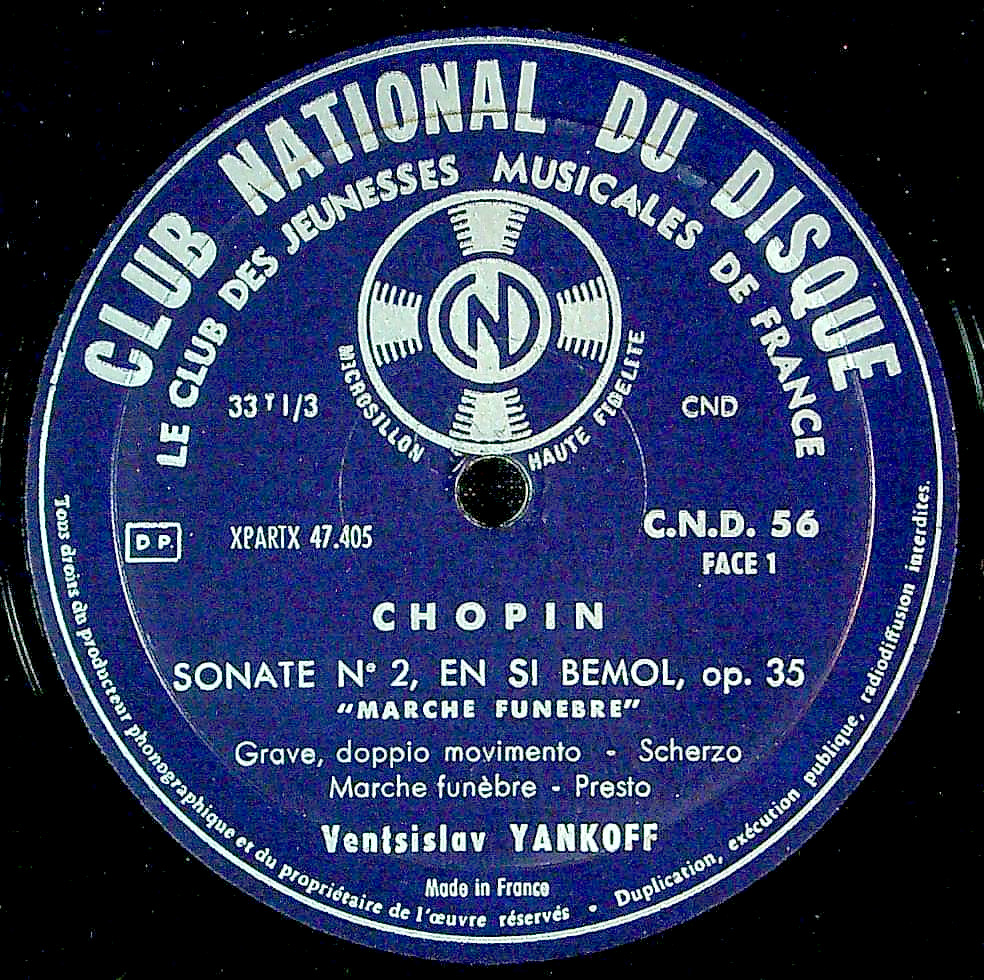 CLUB NATIONAL DU DISQUE
LE CLUB DES JEUNESSES MUSICALES DE FRANCE
CN
MICROSILLON HAUTE FIDELITE
33 T 1/3 CND
DP XPARTX 47.405 C.N.D. 56
FACE 1
CHOPIN
SONATE Nº 2, EN SI BEMOL, op. 35
"MARCHE FUNEBRE"
Grave, doppio movimento - Scherzo
Marche funèbre - Presto
Ventsislav YANKOFF
Made in France
Tous droits du producteur phonographique et du propriétaire de l'œuvre réservés • Duplication, exécution publique, radiodiffusion interdites.